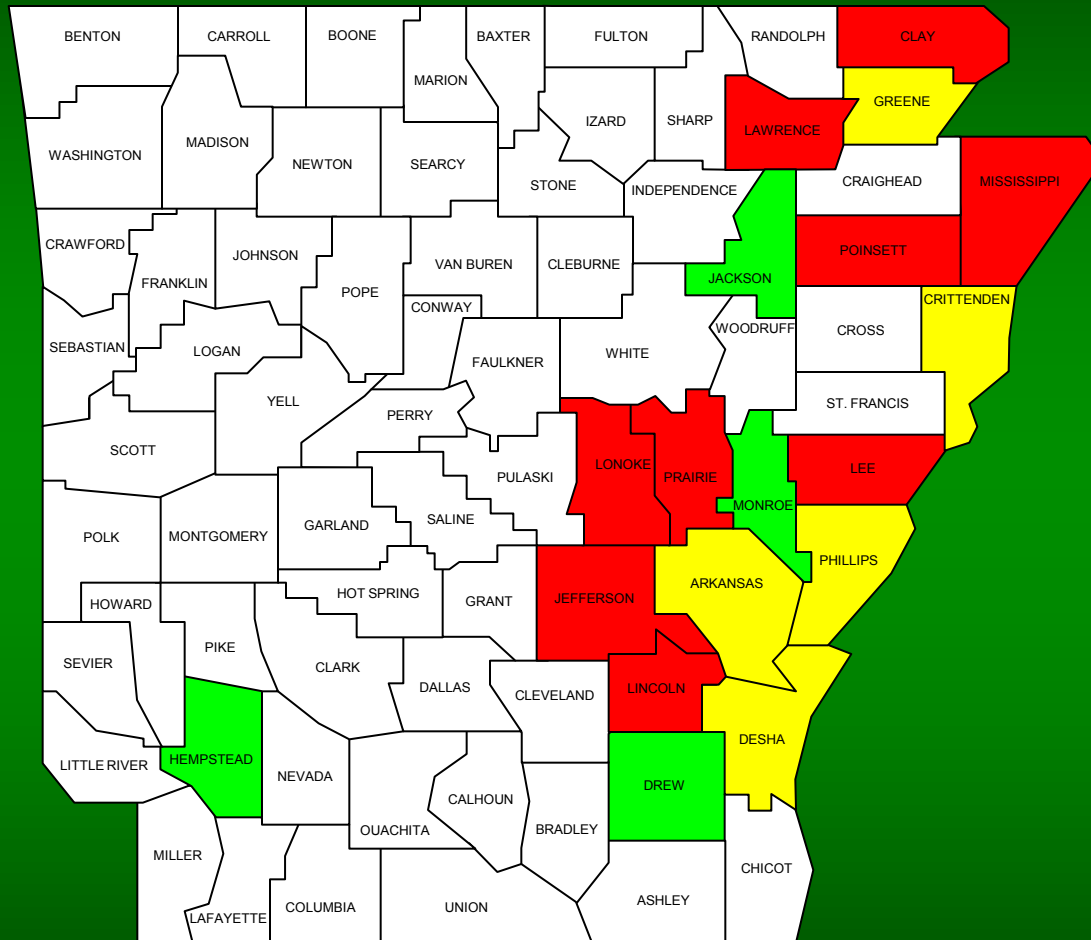 BENTON
CARROLL
BOONE
BAXTER
FULTON
RANDOLPH
CLAY
MARION
GREENE
IZARD
SHARP
LAWRENCE
WASHINGTON
MADISON
NEWTON
SEARCY
STONE
INDEPENDENCE
CRAIGHEAD
MISSISSIPPI
CRAWFORD
JOHNSON
VAN BUREN
CLEBURNE
POINSETT
FRANKLIN
POPE
JACKSON
CONWAY
CRITTENDEN
SEBASTIAN
LOGAN
FAULKNER
WHITE
WOODRUFF
CROSS
YELL
PERRY
ST. FRANCIS
SCOTT
PULASKI
LONOKE
PRAIRIE
LEE
MONROE
POLK
MONTGOMERY
GARLAND
SALINE
PHILLIPS
HOWARD
HOT SPRING
GRANT
JEFFERSON
ARKANSAS
SEVIER
PIKE
CLARK
DALLAS
CLEVELAND
LINCOLN
DESHA
LITTLE RIVER
HEMPSTEAD
NEVADA
CALHOUN
DREW
OUACHITA
BRADLEY
MILLER
CHICOT
LAFAYETTE
COLUMBIA
UNION
ASHLEY